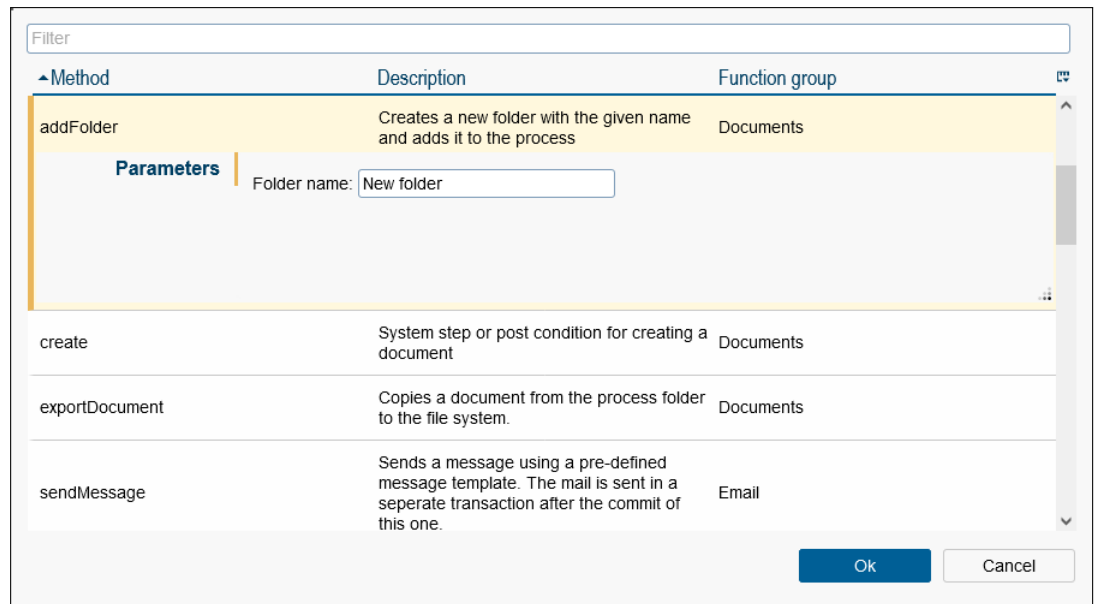 Filter
Method Description Function group
addFolder Creates a new folder with the given name Documents
and adds it to the process
Parameters
Folder name: New folder
create System step or post condition for creating a Documents
document
exportDocument Copies a document from the process folder Documents
to the file system.
sendMessage Sends a message using a pre-defined Email
message template. The mail is sent in a
seperate transaction after the commit of
this one.
Ok Cancel